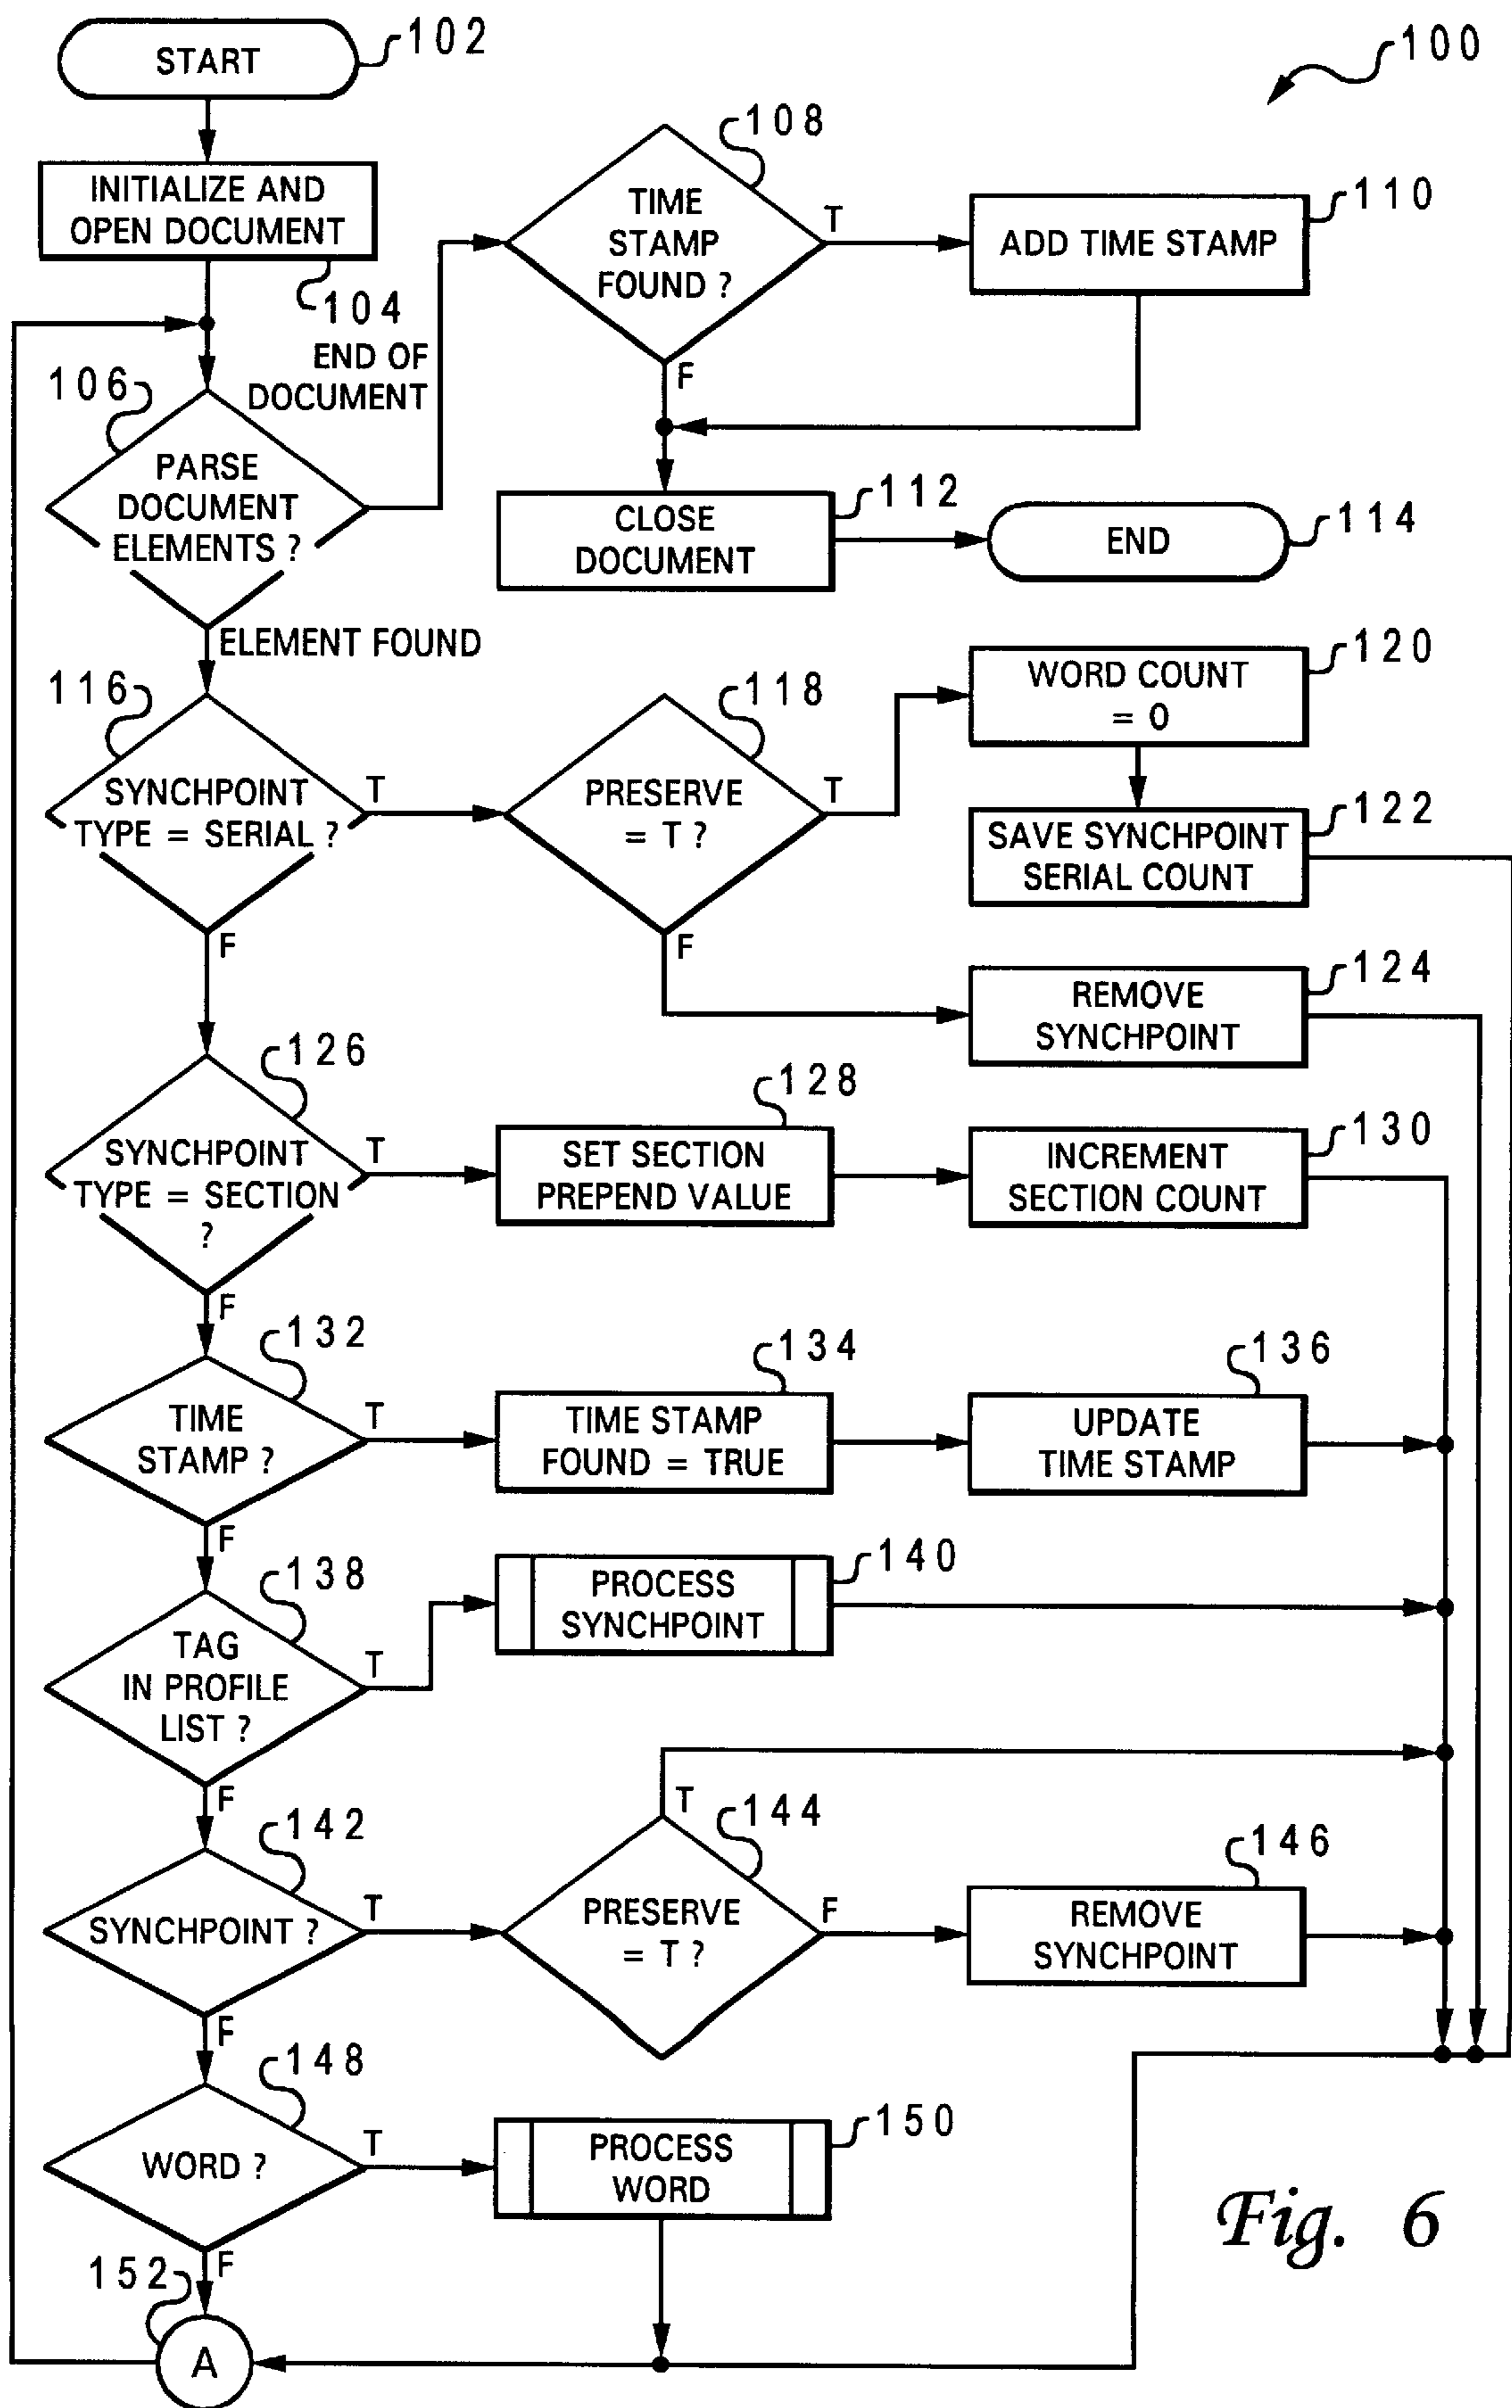 START
102
100
INITIALIZE AND
OPEN DOCUMENT
104
108
TIME
STAMP
FOUND ?
T
F
110
ADD TIME STAMP
END OF
DOCUMENT
106
PARSE
DOCUMENT
ELEMENTS ?
112
CLOSE
DOCUMENT
114
END
ELEMENT FOUND
116
SYNCHPOINT
TYPE = SERIAL ?
T
F
118
PRESERVE
= T ?
T
F
120
WORD COUNT
= 0
122
SAVE SYNCHPOINT
SERIAL COUNT
124
REMOVE
SYNCHPOINT
126
SYNCHPOINT
TYPE = SECTION
?
T
F
128
SET SECTION
PREPEND VALUE
130
INCREMENT
SECTION COUNT
132
TIME
STAMP ?
T
F
134
TIME STAMP
FOUND = TRUE
136
UPDATE
TIME STAMP
138
TAG
IN PROFILE
LIST ?
T
F
140
PROCESS
SYNCHPOINT
142
SYNCHPOINT ?
T
F
144
T
PRESERVE
= T ?
F
146
REMOVE
SYNCHPOINT
148
WORD ?
T
F
150
PROCESS
WORD
152
A
Fig. 6